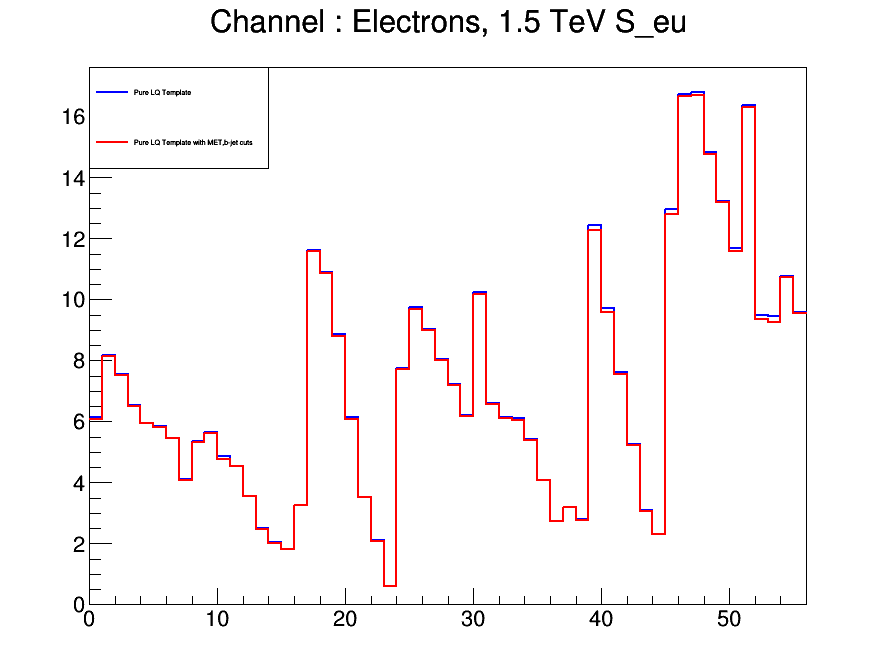 Channel : Electrons, 1.5 TeV S_eu
Pure LQ Template
Pure LQ Template with MET,b-jet cuts
16
14
12
10
8
6
4
2
0
0 10 20 30 40 50